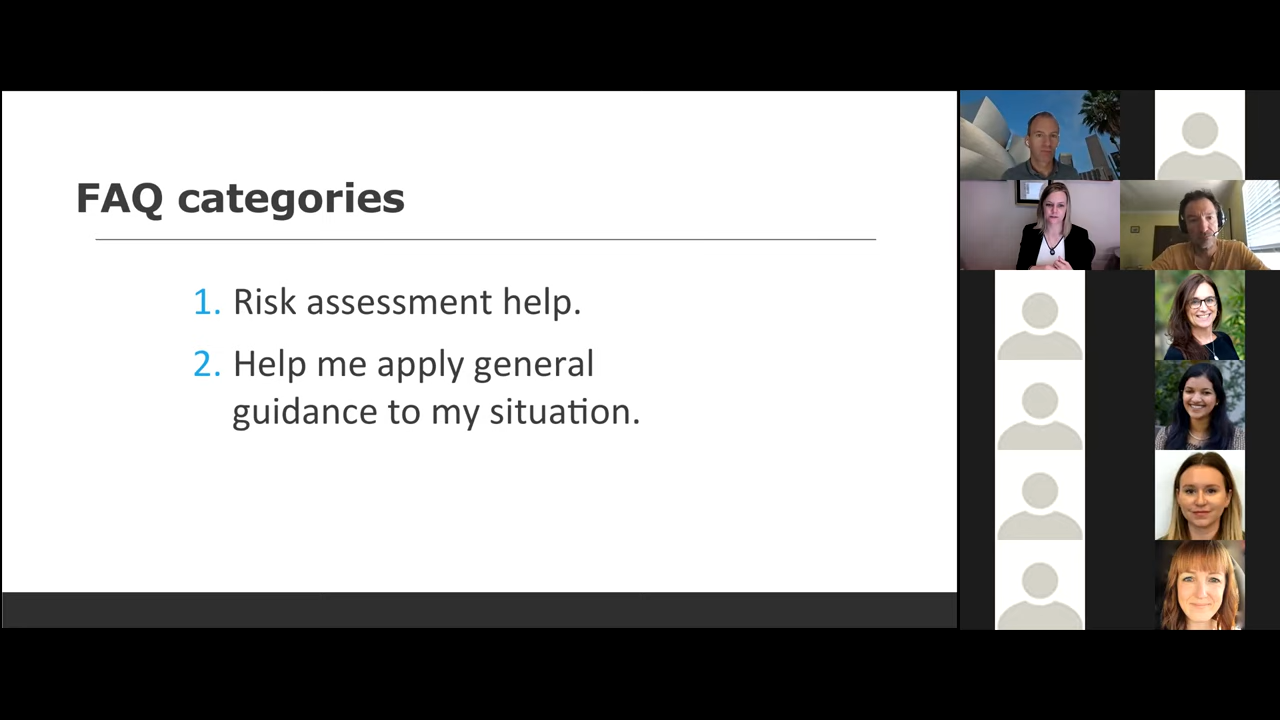 FAQ categories
1. Risk assessment help.
2. Help me apply general
guidance to my situation.